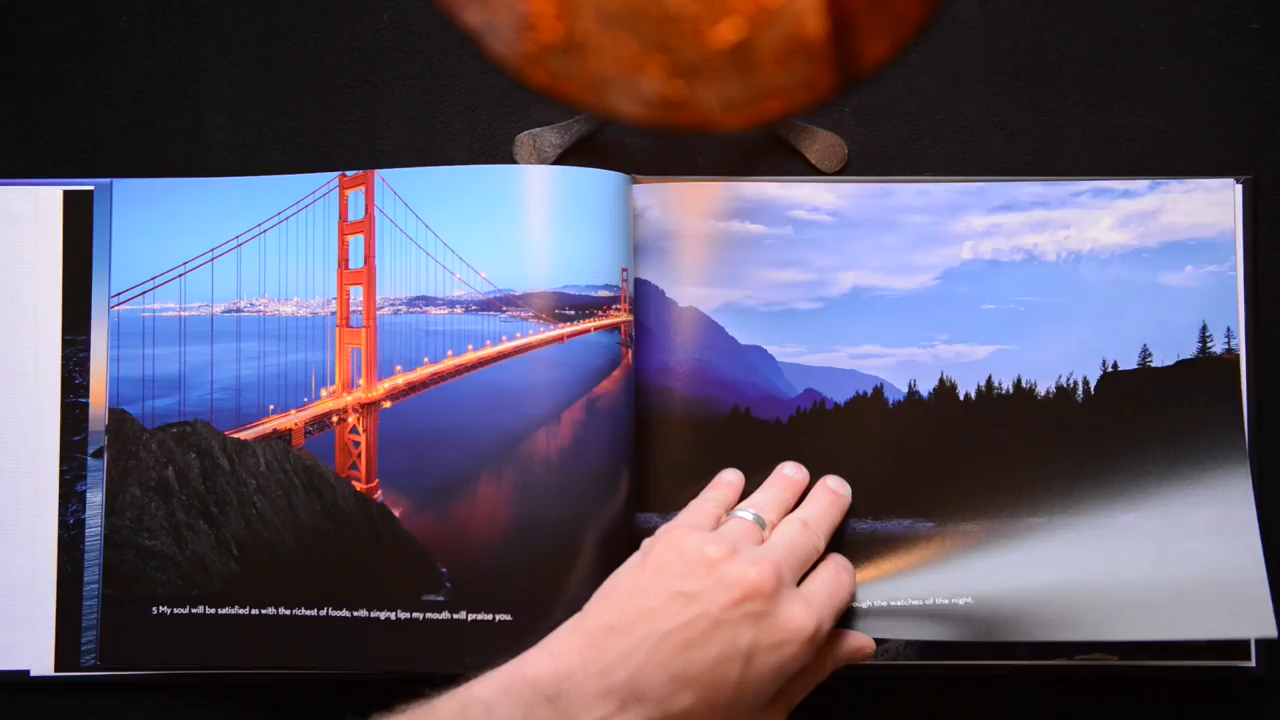 5 My soul will be satisfied as with the richest of foods; with singing lips my mouth will praise you.
the watches of the night.